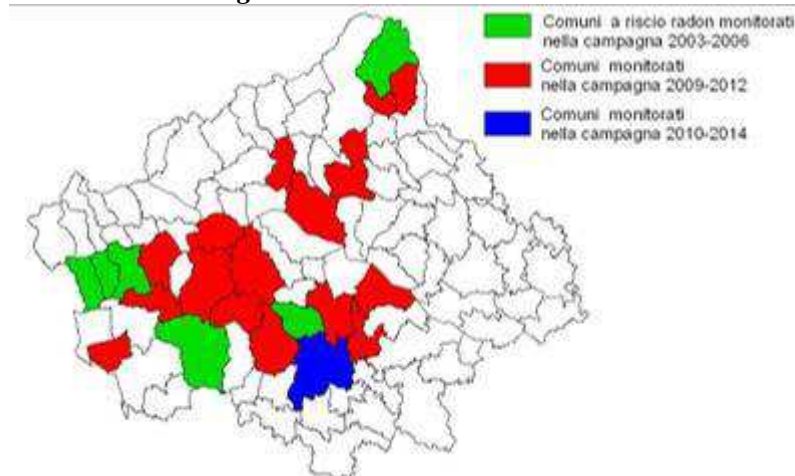 Comuni a riscio radon monitorati
nella campagna 2003-2006
Comuni monitorati
nella campagna 2009-2012
Comuni monitorati
nella campagna 2010-2014